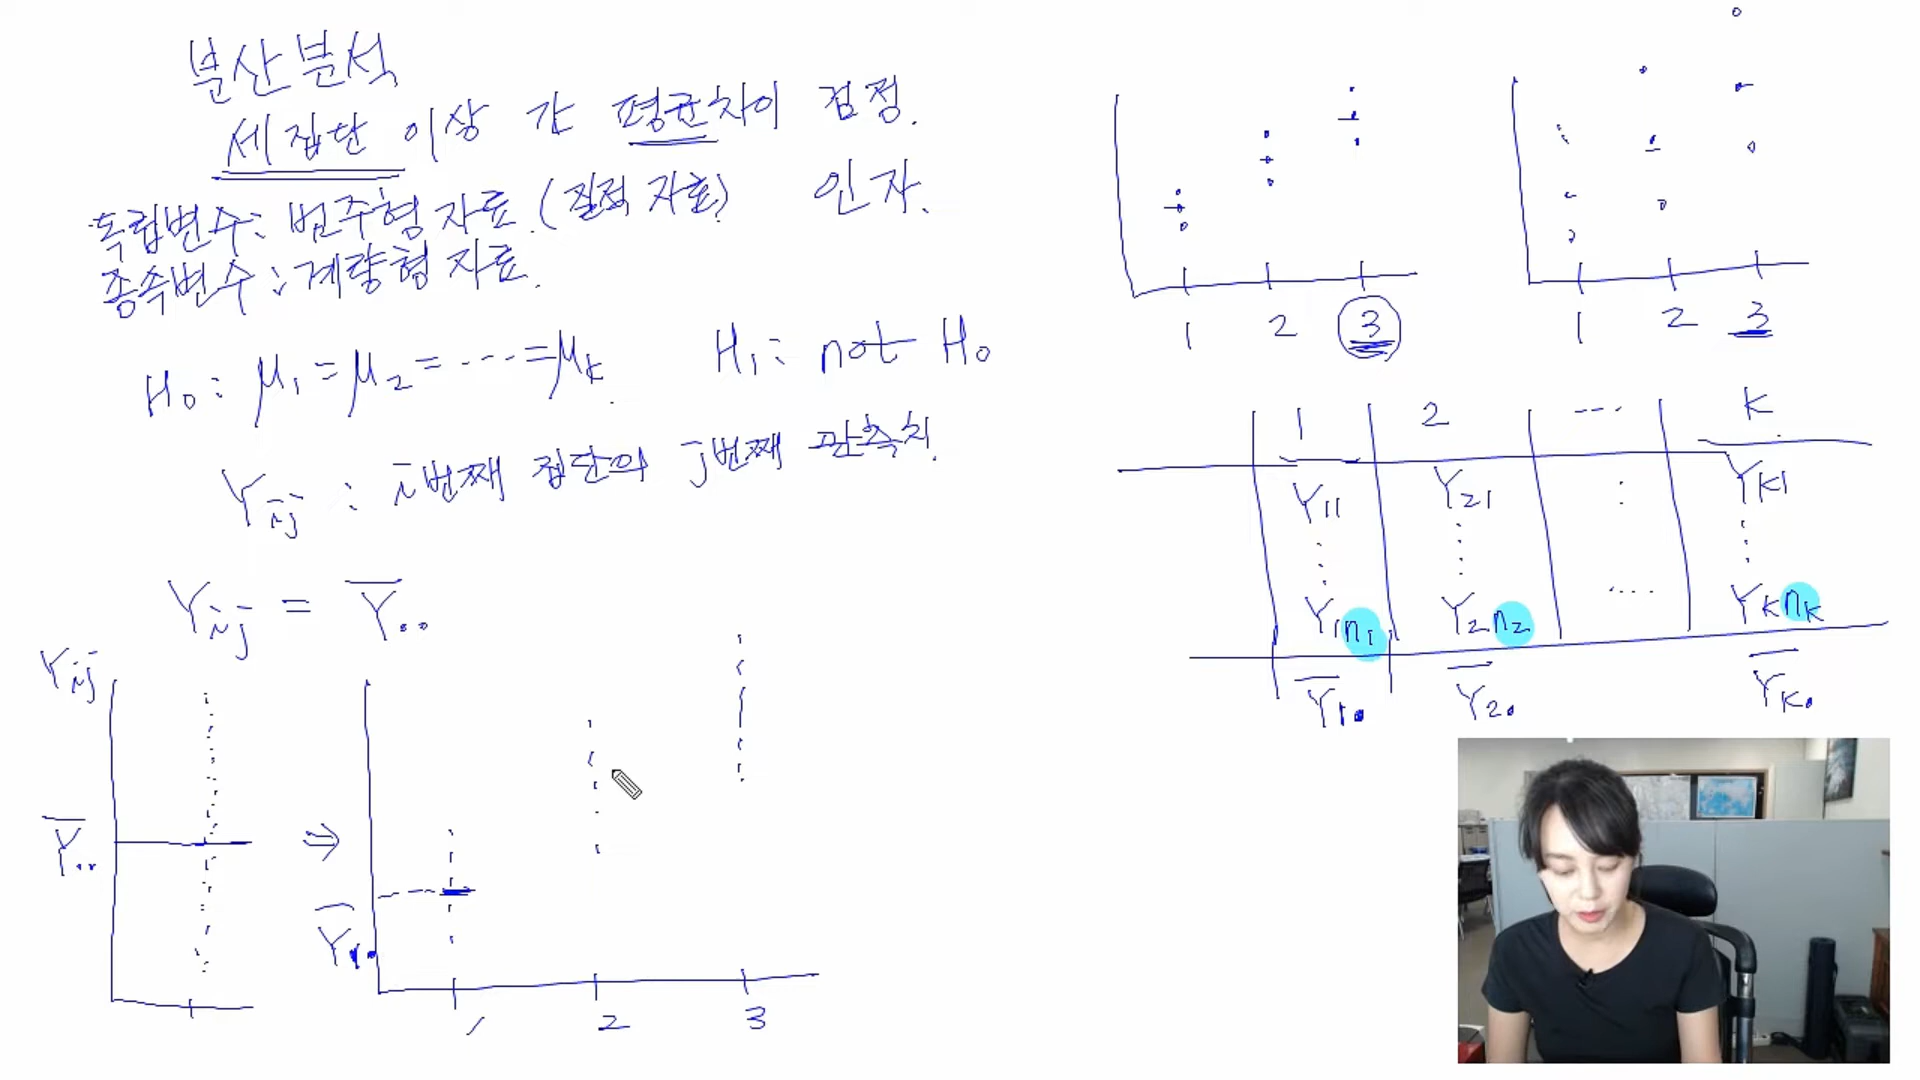 분산분석
세 집단 이상 간 평균차이 검정.
독립변수: 범주형 자료. (질적 자료) 인자.
종속변수: 계량형 자료.
H₀: μ₁ = μ₂ = ---- = μk. H₁: not H₀
Yij : i번째 집단의 j번째 관측치.
Yij = Y̅..
Yij
Y̅..
⇒
Y̅1.
1 2 3
1 2 3
1 2 3
1 2 ---- K
Y11 Y21 ⋮ YK1
⋮ ⋮ ⋮
Y1n1 Y2n2 .... YKnK
Y̅1. Y̅2. Y̅K.